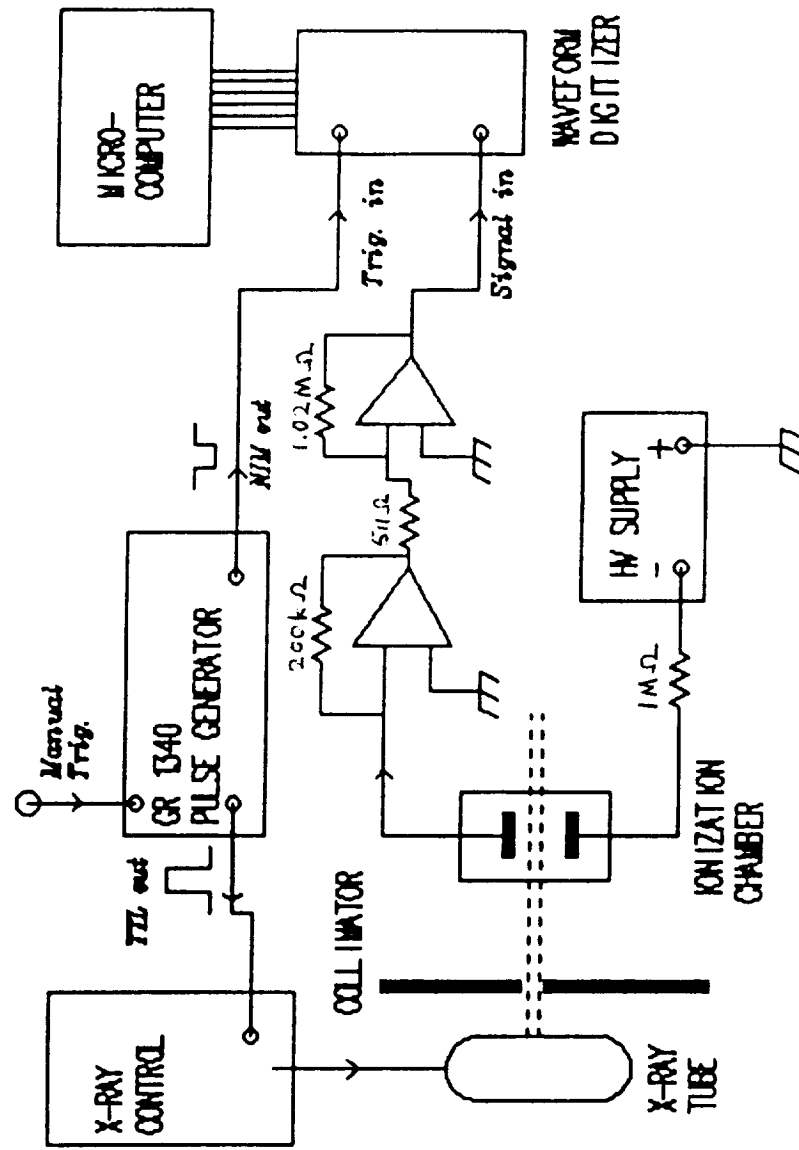 MICRO-
COMPUTER
WAVEFORM
DIGITIZER
Trig. in
Signal in
NIM out
1.02MΩ
51Ω
200kΩ
Manual
Trig.
GR 1340
PULSE GENERATOR
TTL out
X-RAY
CONTROL
COLLIMATOR
X-RAY
TUBE
IONIZATION
CHAMBER
1MΩ
HV SUPPLY
- +